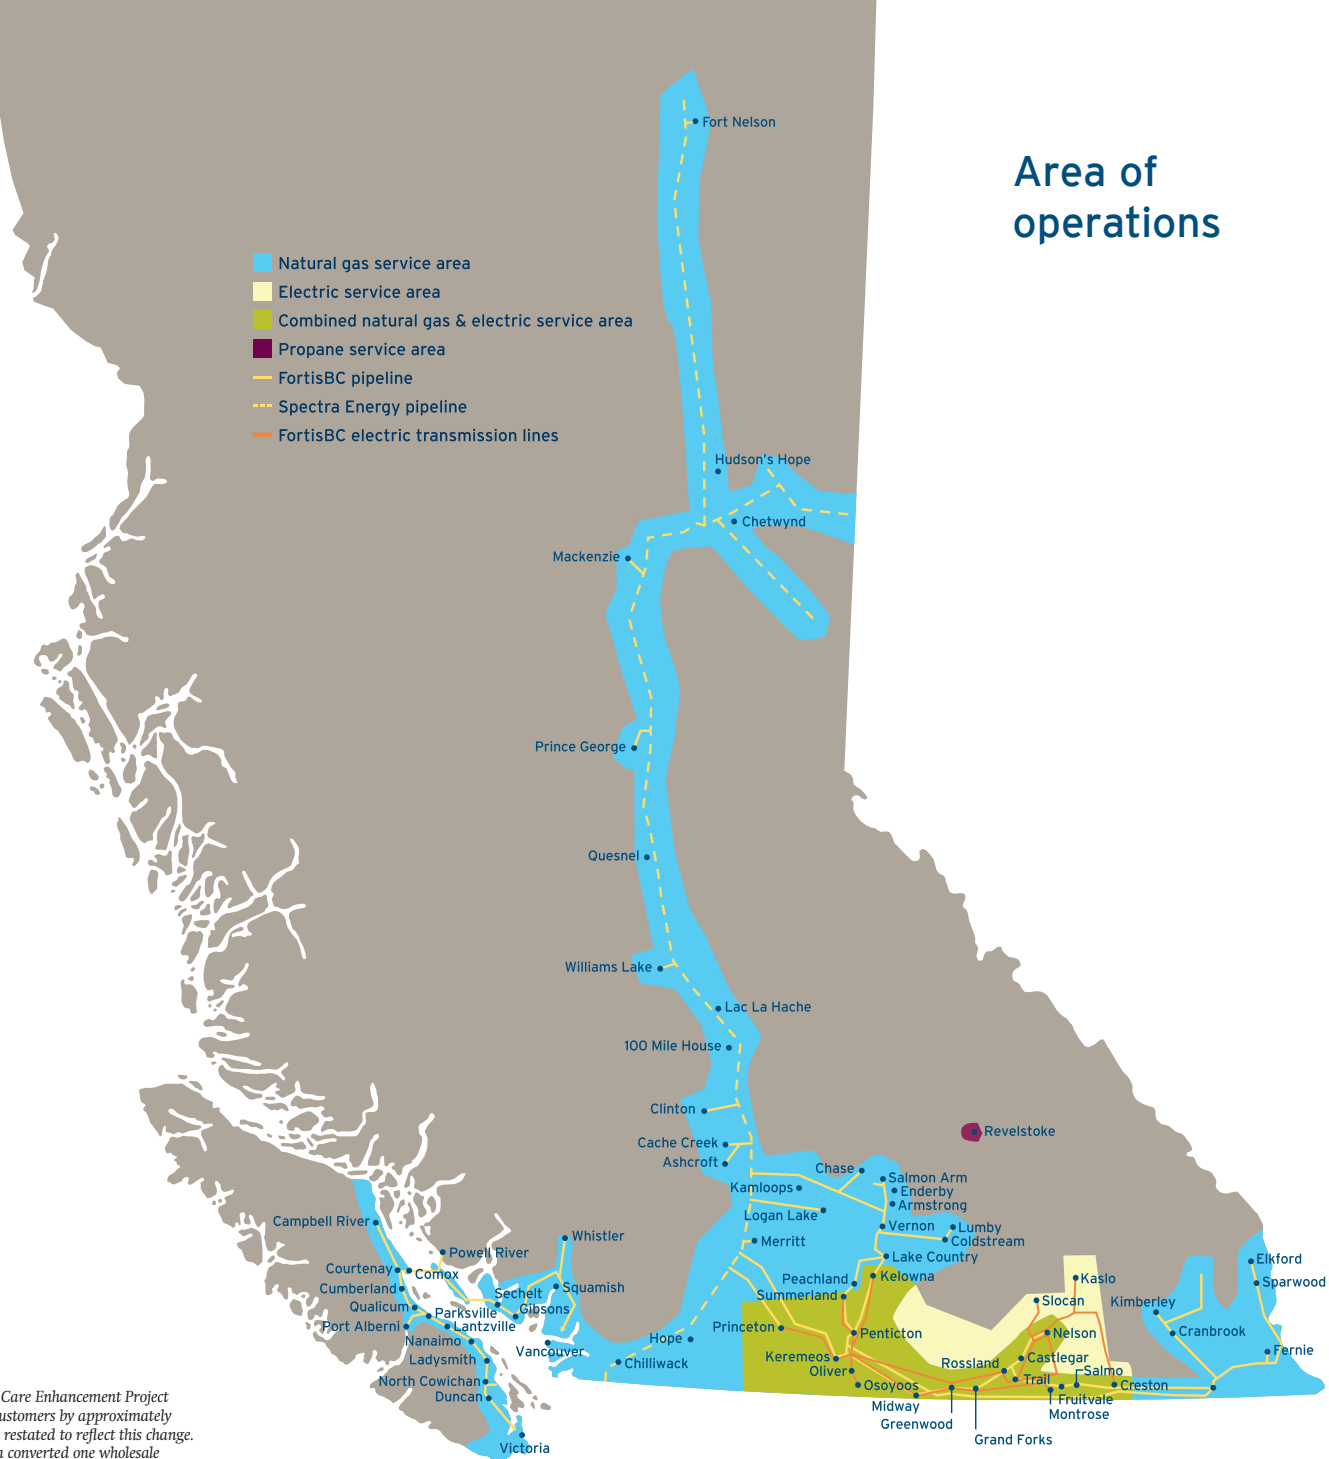 Area of
operations
Natural gas service area
Electric service area
Combined natural gas & electric service area
Propane service area
FortisBC pipeline
Spectra Energy pipeline
FortisBC electric transmission lines
Fort Nelson
Hudson's Hope
Chetwynd
Mackenzie
Prince George
Quesnel
Williams Lake
Lac La Hache
100 Mile House
Clinton
Cache Creek
Ashcroft
Revelstoke
Chase
Salmon Arm
Kamloops
Enderby
Armstrong
Logan Lake
Vernon
Lumby
Coldstream
Merritt
Lake Country
Campbell River
Whistler
Powell River
Courtenay
Comox
Cumberland
Squamish
Sechelt
Qualicum
Gibsons
Parksville
Port Alberni
Lantzville
Nanaimo
Vancouver
Ladysmith
North Cowichan
Duncan
Victoria
Hope
Chilliwack
Peachland
Kelowna
Summerland
Princeton
Penticton
Keremeos
Oliver
Osoyoos
Midway
Greenwood
Grand Forks
Kaslo
Slocan
Nelson
Castlegar
Rossland
Trail
Salmo
Fruitvale
Montrose
Creston
Kimberley
Cranbrook
Elkford
Sparwood
Fernie
Care Enhancement Project
ustomers by approximately
restated to reflect this change.
converted one wholesale